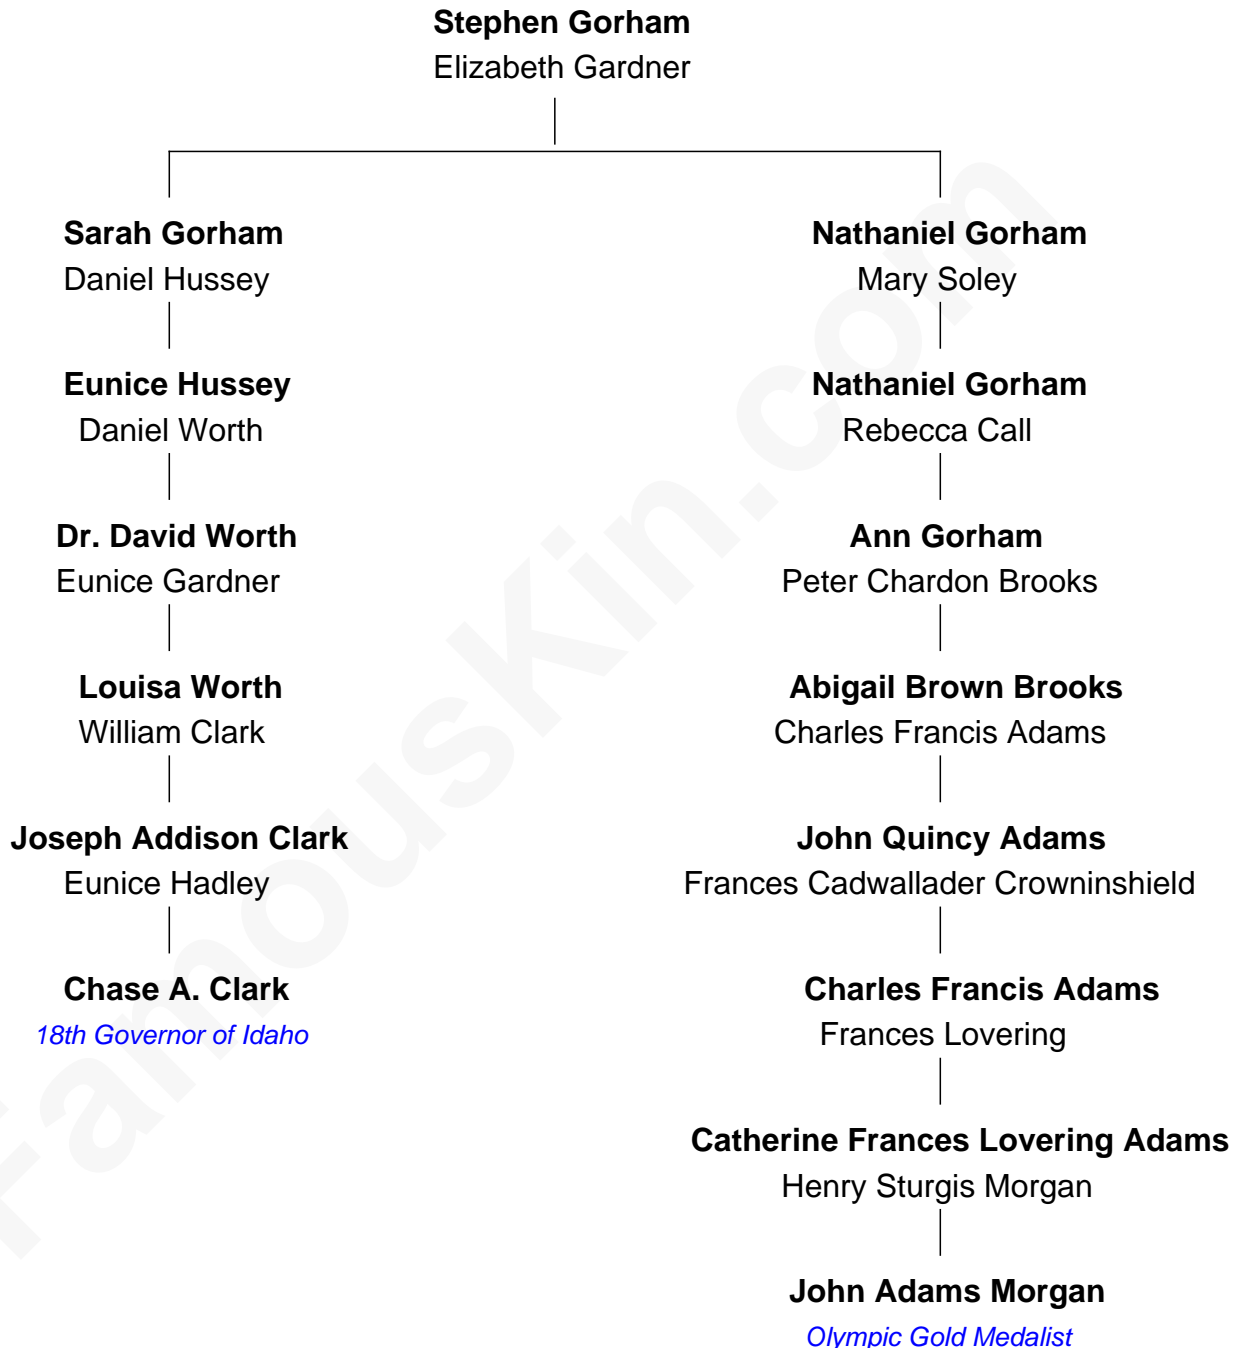 Stephen Gorham
Elizabeth Gardner
Sarah Gorham
Daniel Hussey
Eunice Hussey
Daniel Worth
Dr. David Worth
Eunice Gardner
Louisa Worth
William Clark
Joseph Addison Clark
Eunice Hadley
Chase A. Clark
18th Governor of Idaho
Nathaniel Gorham
Mary Soley
Nathaniel Gorham
Rebecca Call
Ann Gorham
Peter Chardon Brooks
Abigail Brown Brooks
Charles Francis Adams
John Quincy Adams
Frances Cadwallader Crowninshield
Charles Francis Adams
Frances Lovering
Catherine Frances Lovering Adams
Henry Sturgis Morgan
John Adams Morgan
Olympic Gold Medalist
FamousKin.com